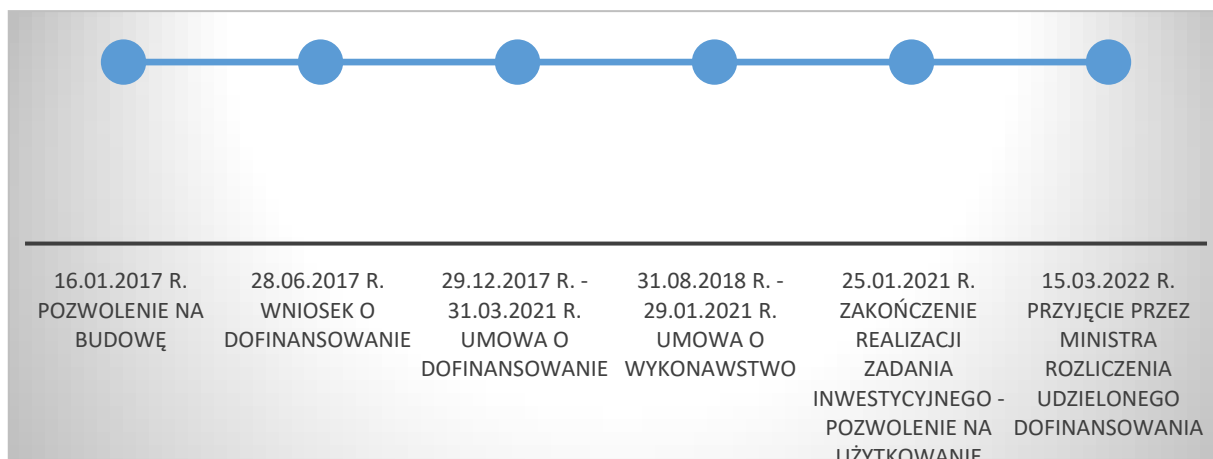 16.01.2017 R.
POZWOLENIE NA
BUDOWĘ
28.06.2017 R.
WNIOSEK O
DOFINANSOWANIE
29.12.2017 R. -
31.03.2021 R.
UMOWA O
DOFINANSOWANIE
31.08.2018 R. -
29.01.2021 R.
UMOWA O
WYKONAWSTWO
25.01.2021 R.
ZAKOŃCZENIE
REALIZACJI
ZADANIA
INWESTYCYJNEGO -
POZWOLENIE NA
UŻYTKOWANIE
15.03.2022 R.
PRZYJĘCIE PRZEZ
MINISTRA
ROZLICZENIA
UDZIELONEGO
DOFINANSOWANIA